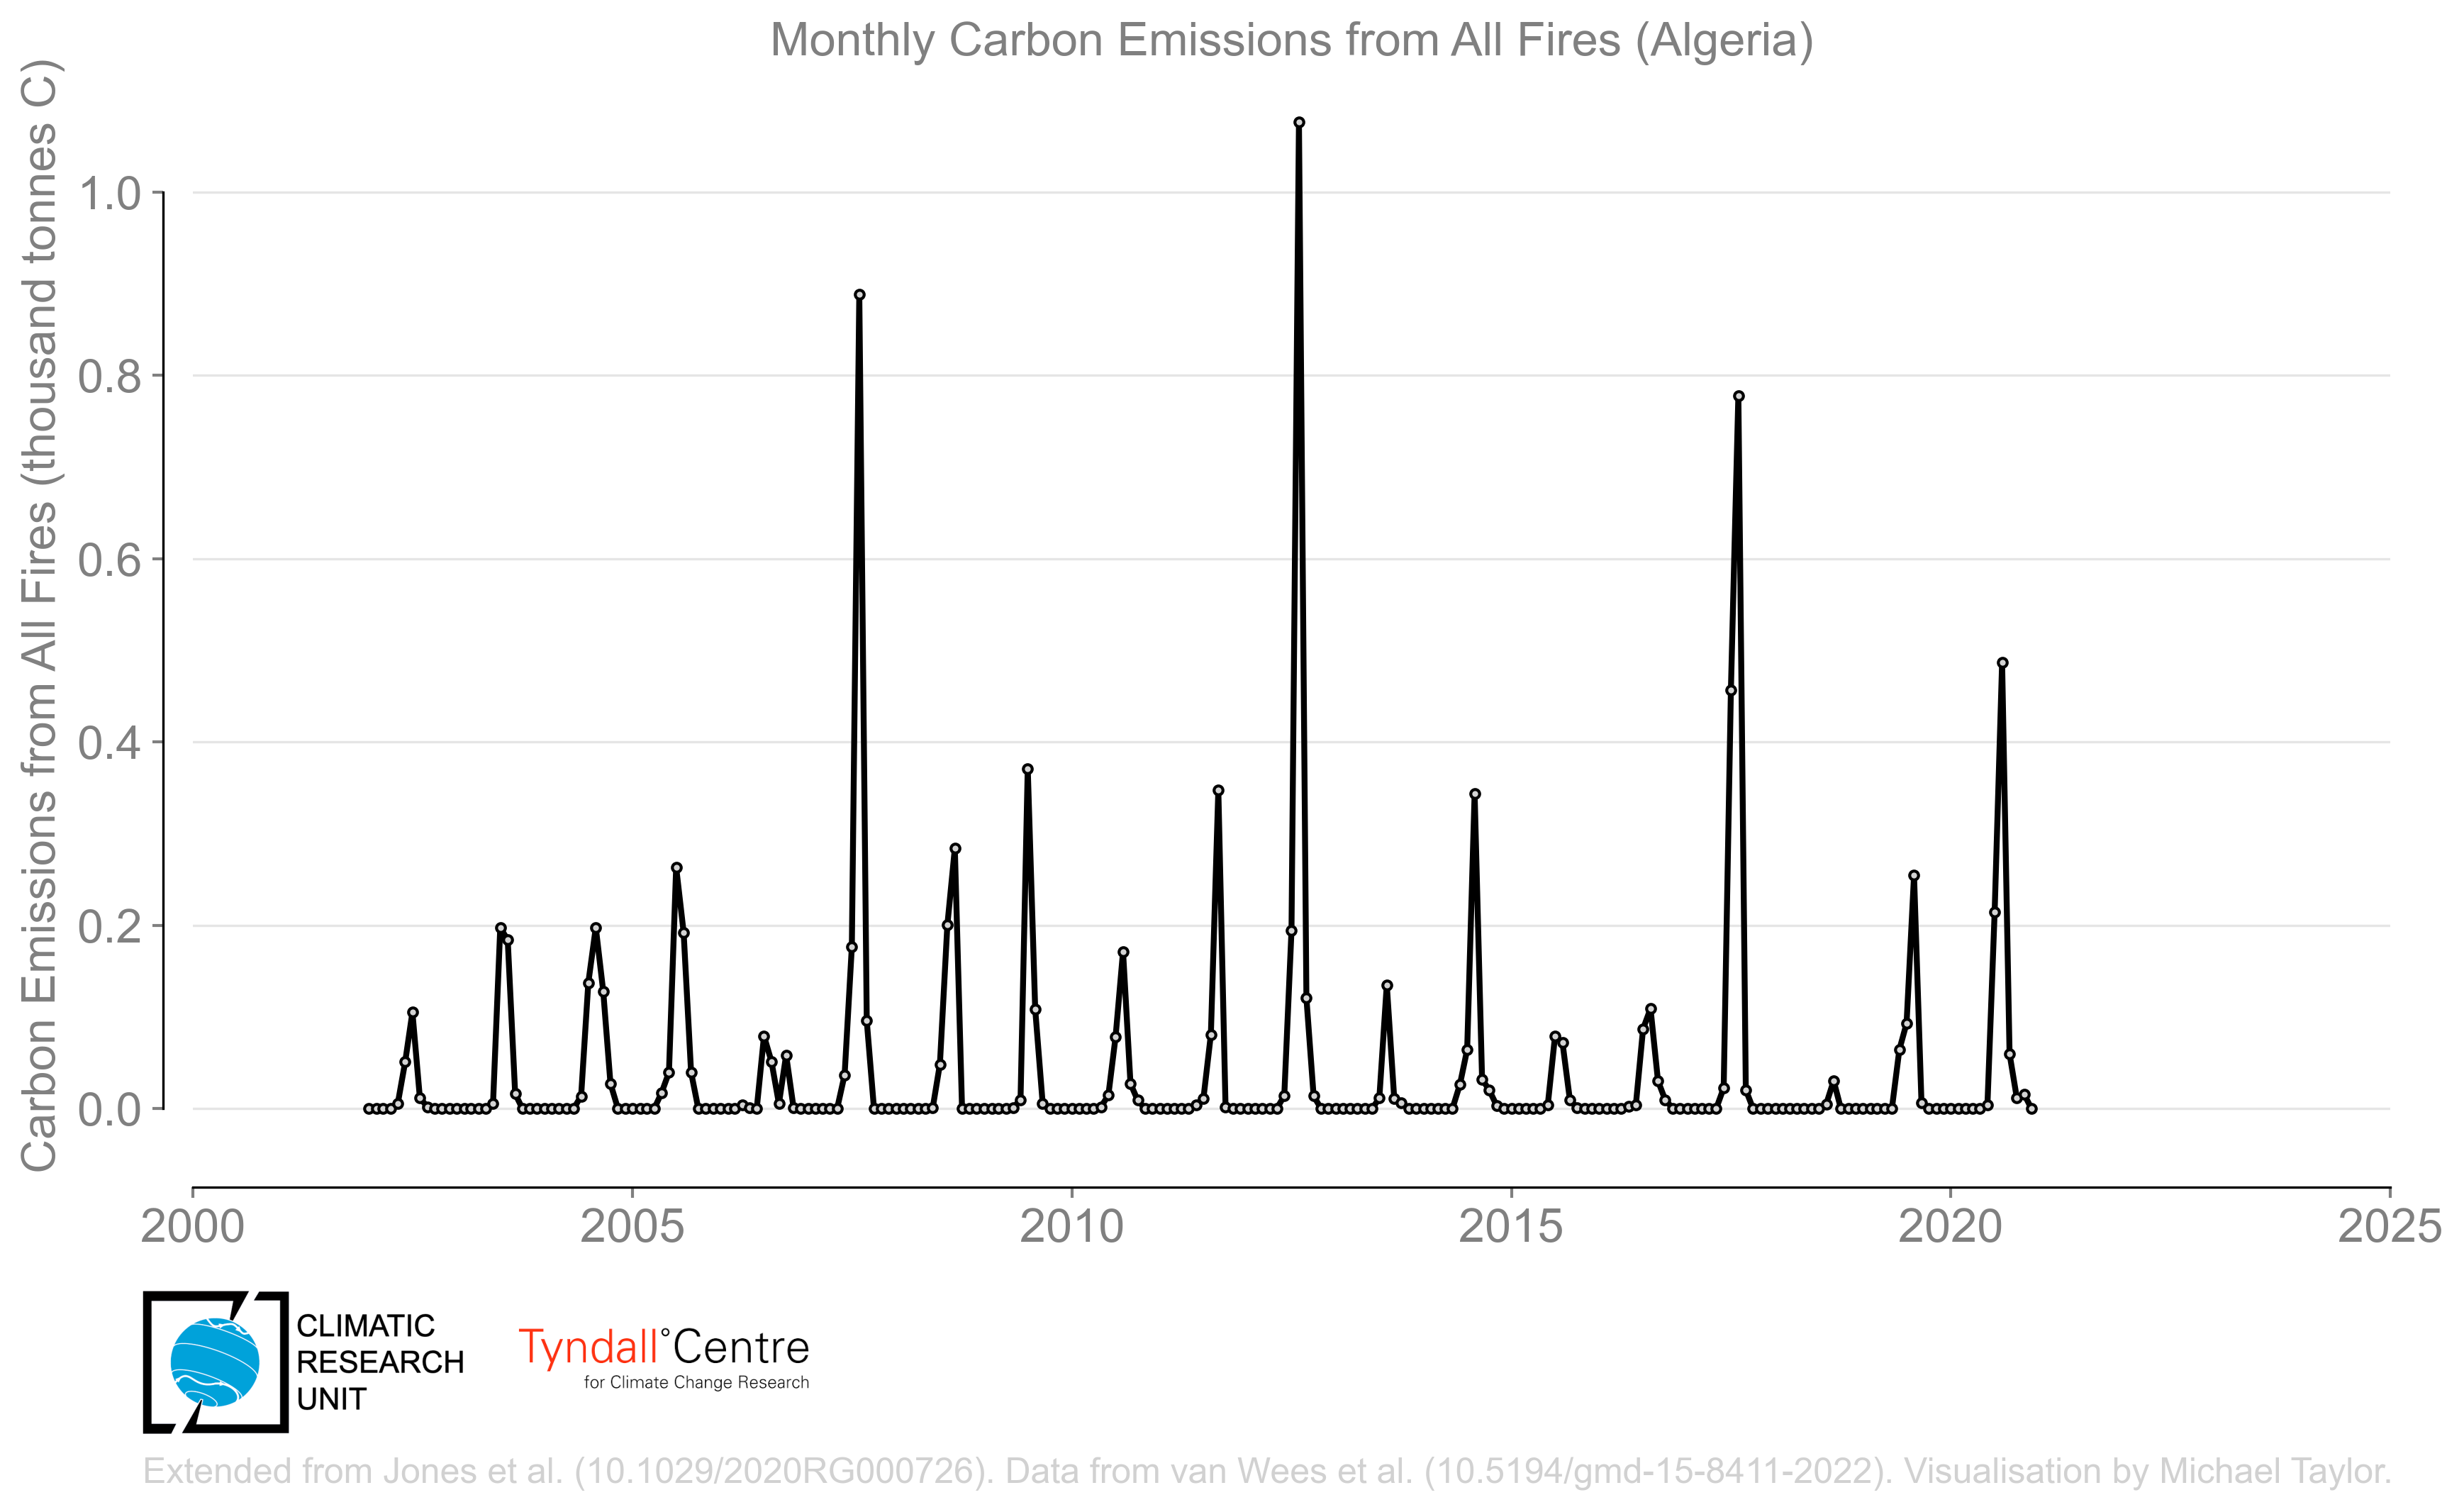 Monthly Carbon Emissions from All Fires (Algeria)
Carbon Emissions from All Fires (thousand tonnes C)
1.0
0.8
0.6
0.4
0.2
0.0
2000 2005 2010 2015 2020 2025
CLIMATIC
RESEARCH
UNIT
Tyndall°Centre
for Climate Change Research
Extended from Jones et al. (10.1029/2020RG000726). Data from van Wees et al. (10.5194/gmd-15-8411-2022). Visualisation by Michael Taylor.